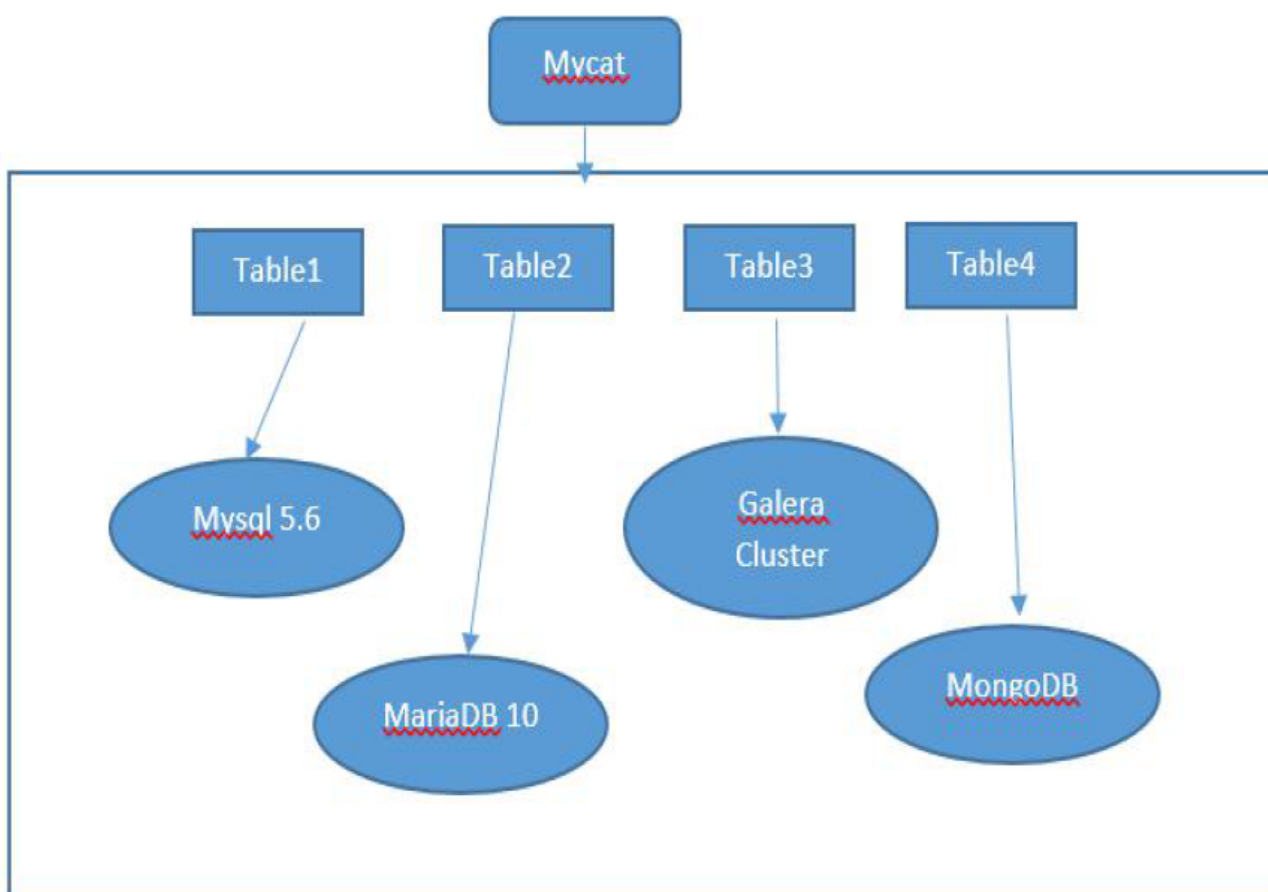 Mycat
Table1
Table2
Table3
Table4
Mysql 5.6
Galera
Cluster
MariaDB 10
MongoDB